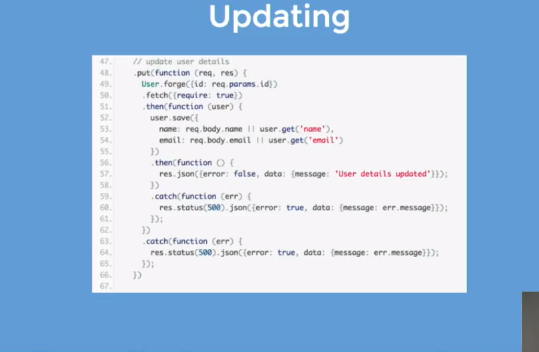 Updating
47. // update user details
48. .put(function (req, res) {
49. User.forge({id: req.params.id})
50. .fetch({require: true})
51. .then(function (user) {
52. user.save({
53. name: req.body.name || user.get('name'),
54. email: req.body.email || user.get('email')
55. })
56. .then(function () {
57. res.json({error: false, data: {message: 'User details updated'}});
58. })
59. .catch(function (err) {
60. res.status(500).json({error: true, data: {message: err.message}});
61. });
62. })
63. .catch(function (err) {
64. res.status(500).json({error: true, data: {message: err.message}});
65. });
66. })
67.